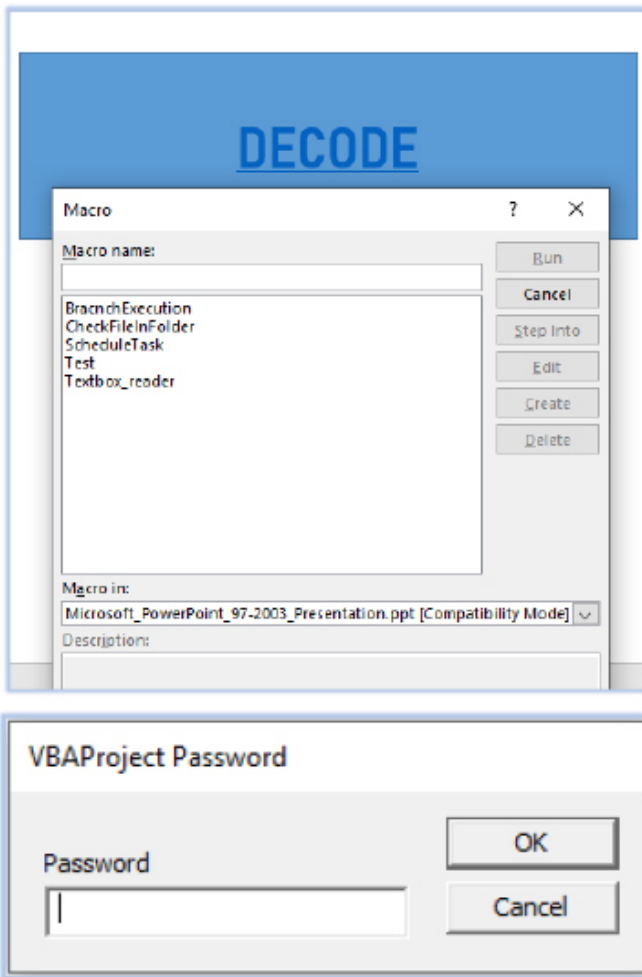 DECODE
Macro
?
Macro name:
Run
Cancel
BracnchExecution
CheckFileInFolder
ScheduleTask
Test
Textbox_reader
Step Into
Edit
Create
Delete
Macro in:
Microsoft_PowerPoint_97-2003_Presentation.ppt [Compatibility Mode]
Description:
VBAProject Password
OK
Password
Cancel